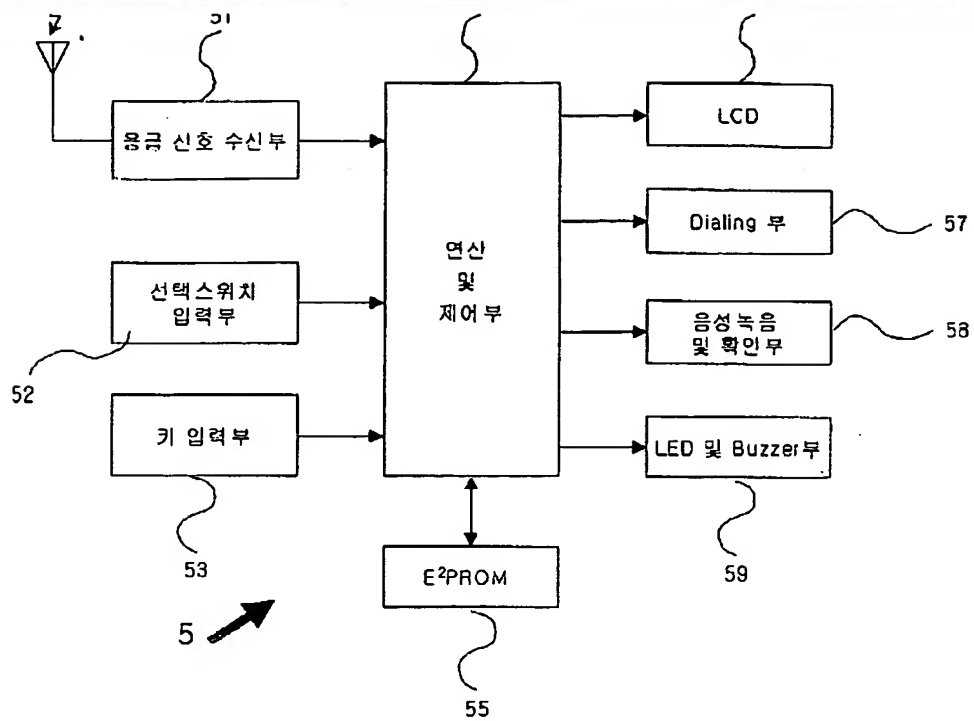 7
51
응급 신호 수신부
LCD
연산
및
제어부
Dialing 부
57
선택스위치
입력부
52
음성녹음
및 확인부
58
키 입력부
53
LED 및 Buzzer부
59
E²PROM
55
5